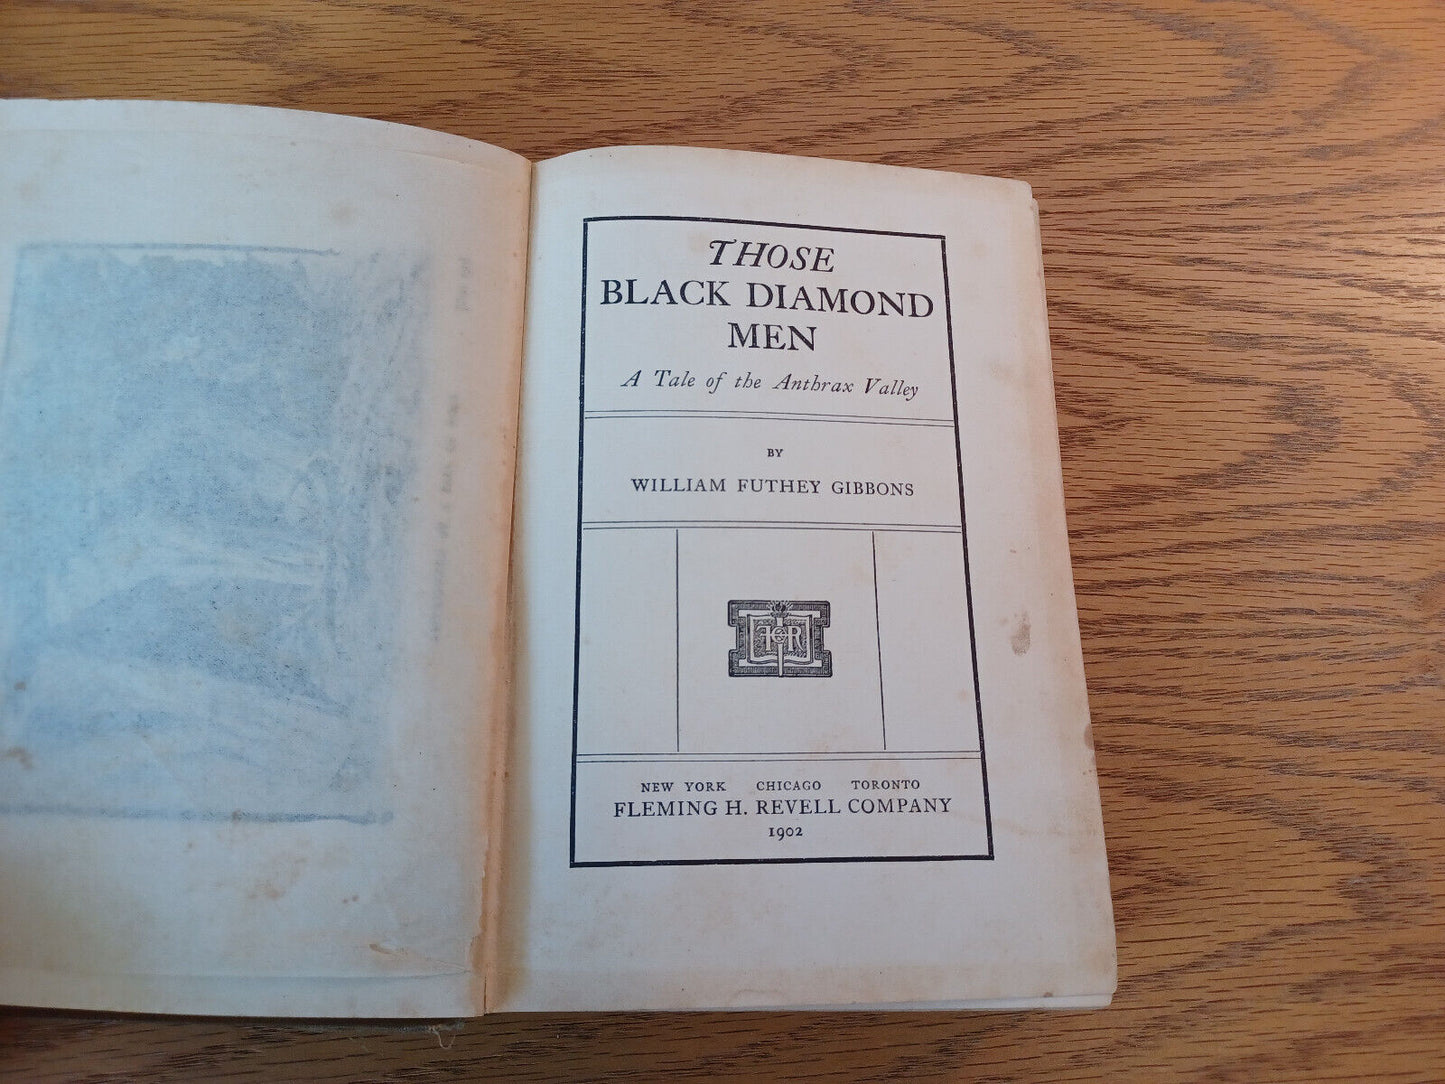 THOSE
BLACK DIAMOND
MEN
A Tale of the Anthrax Valley
BY
WILLIAM FUTHEY GIBBONS
F R
NEW YORK CHICAGO TORONTO
FLEMING H. REVELL COMPANY
1902